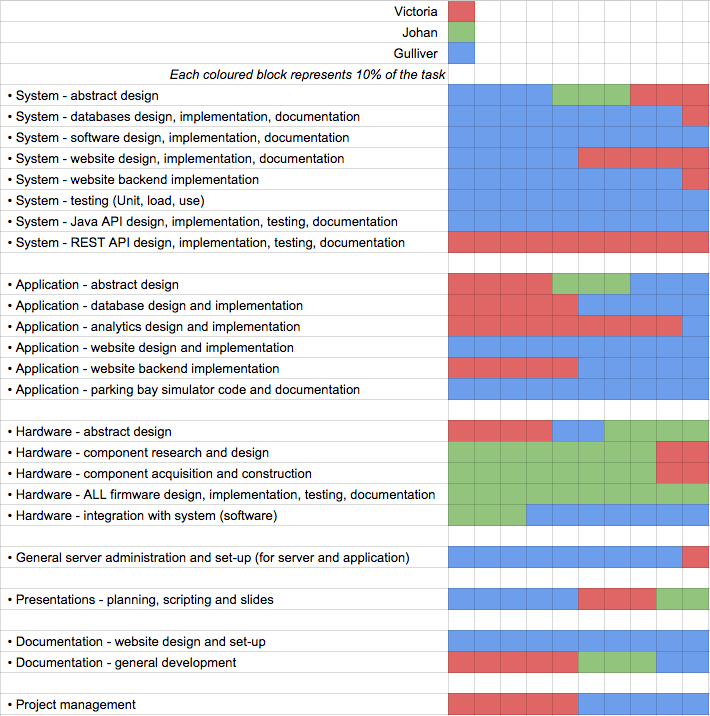 Victoria
Johan
Gulliver
Each coloured block represents 10% of the task
• System - abstract design
• System - databases design, implementation, documentation
• System - software design, implementation, documentation
• System - website design, implementation, documentation
• System - website backend implementation
• System - testing (Unit, load, use)
• System - Java API design, implementation, testing, documentation
• System - REST API design, implementation, testing, documentation
• Application - abstract design
• Application - database design and implementation
• Application - analytics design and implementation
• Application - website design and implementation
• Application - website backend implementation
• Application - parking bay simulator code and documentation
• Hardware - abstract design
• Hardware - component research and design
• Hardware - component acquisition and construction
• Hardware - ALL firmware design, implementation, testing, documentation
• Hardware - integration with system (software)
• General server administration and set-up (for server and application)
• Presentations - planning, scripting and slides
• Documentation - website design and set-up
• Documentation - general development
• Project management